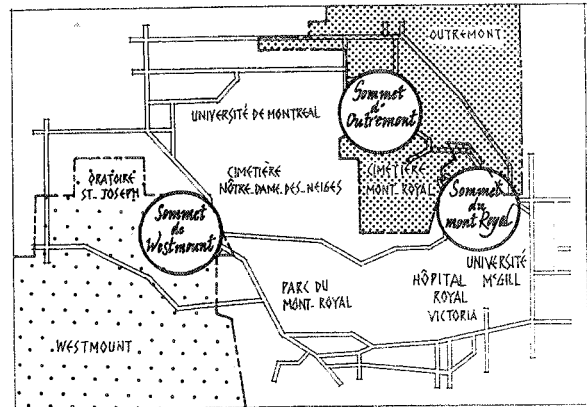 OUTREMONT
Sommet
d'
Outremont
UNIVERSITÉ DE MONTREAL
ORATOIRE
ST. JOSEPH
CIMETIÈRE
NOTRE-DAME-DES-NEIGES
CIMETIÈRE
MONT-ROYAL
Sommet
du
mont Royal
Sommet
de
Westmount
UNIVERSITÉ
McGILL
PARC DU
MONT-ROYAL
HÔPITAL
ROYAL
VICTORIA
WESTMOUNT